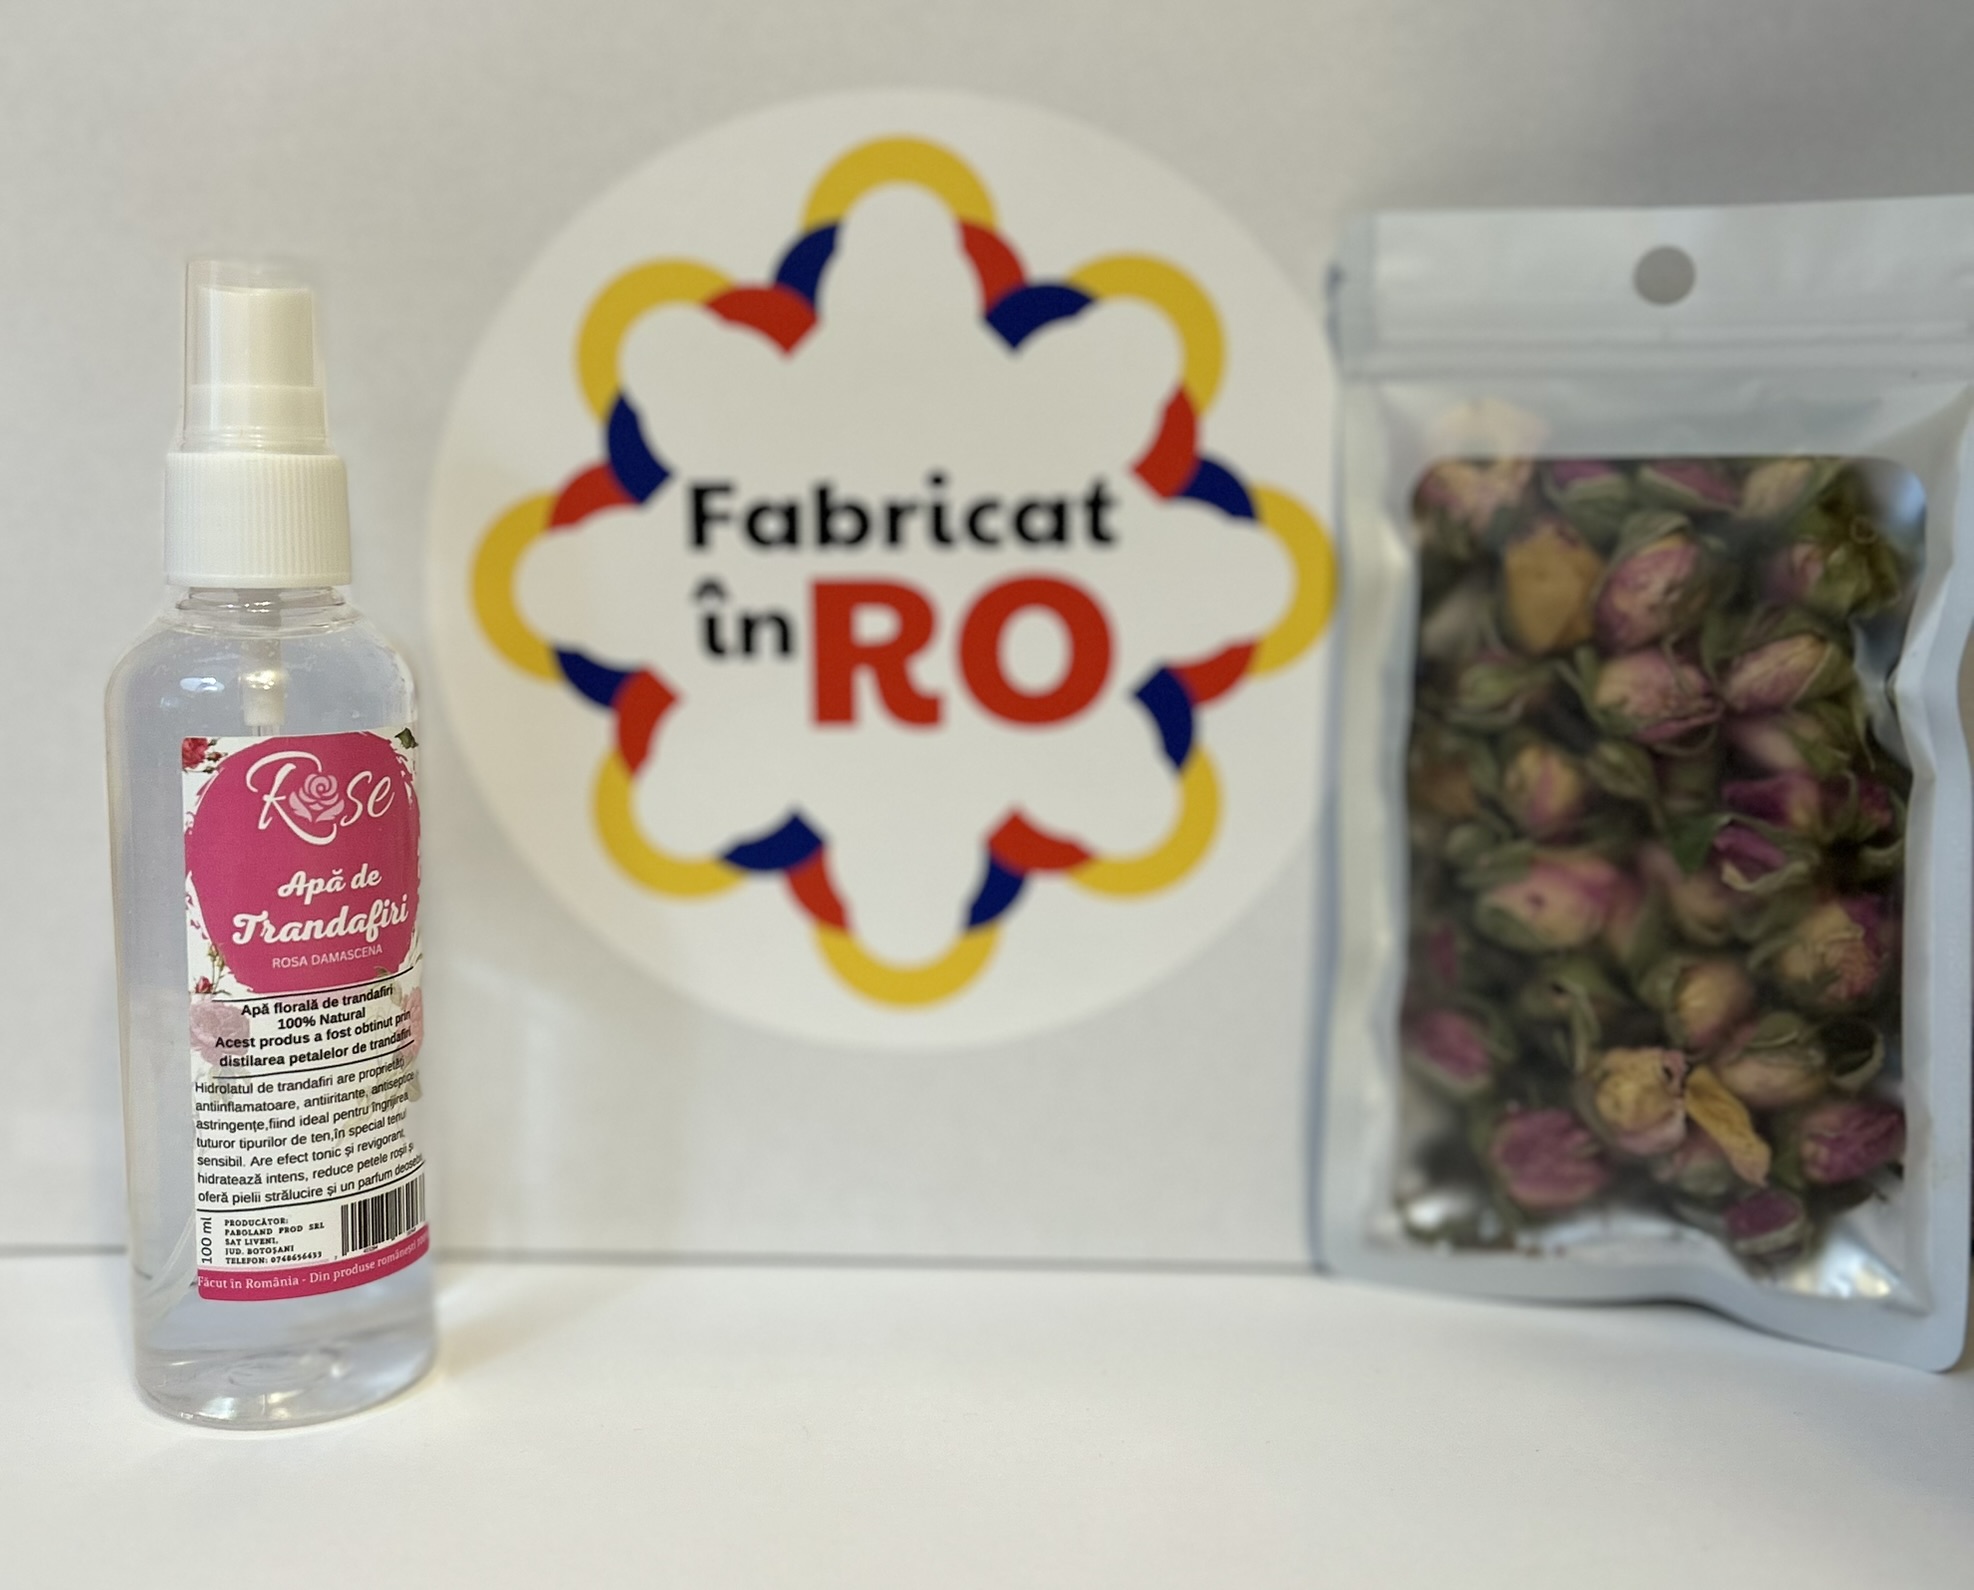 Fabricat
în RO
Rose
Apă de
Trandafiri
ROSA DAMASCENA
Apă florală de trandafiri
100% Natural
Acest produs a fost obtinut prin
distilarea petalelor de trandafiri
Hidrolatul de trandafiri are proprietăți
antiinflamatoare, antiiritante, antiseptice
astringențe,fiind ideal pentru îngrijirea
tuturor tipurilor de ten,în special tenul
sensibil. Are efect tonic și revigorant,
hidratează intens, reduce petele roșii și
oferă pielii strălucire și un parfum deosebit
100 ml
PRODUCĂTOR:
PABOLAND PROD SRL
SAT LIVENI,
JUD. BOTOȘANI
TELEFON: 0748656433
Făcut în România - Din produse românești